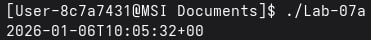 [User-8c7a7431@MSI Documents]$ ./Lab-07a
2026-01-06T10:05:32+00